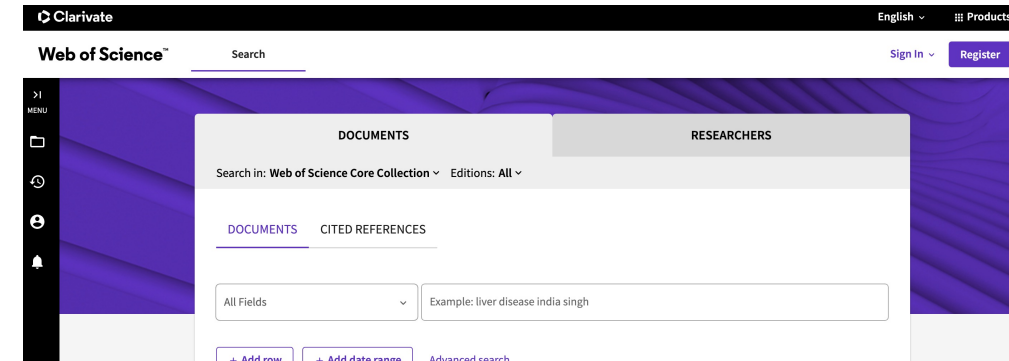 Clarivate
English
Products
Web of Science™
Search
Sign In
Register
MENU
DOCUMENTS
RESEARCHERS
Search in: Web of Science Core Collection Editions: All
DOCUMENTS CITED REFERENCES
All Fields
Example: liver disease india singh
+ Add row
+ Add date range
Advanced search